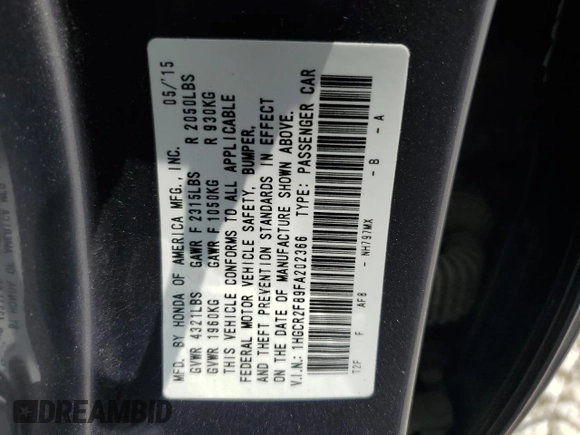 MFD. BY HONDA OF AMERICA MFG., INC. 05/'15
GVWR 4321LBS GAWR F 2315LBS R 2050LBS
GVWR 1960KG GAWR F 1050KG R 930KG
THIS VEHICLE CONFORMS TO ALL APPLICABLE
FEDERAL MOTOR VEHICLE SAFETY, BUMPER,
AND THEFT PREVENTION STANDARDS IN EFFECT
ON THE DATE OF MANUFACTURE SHOWN ABOVE.
V.I.N.: 1HGCR2F89FA202366 TYPE: PASSENGER CAR
T2F F AF8 - NH797MX - B - A
DREAMBID